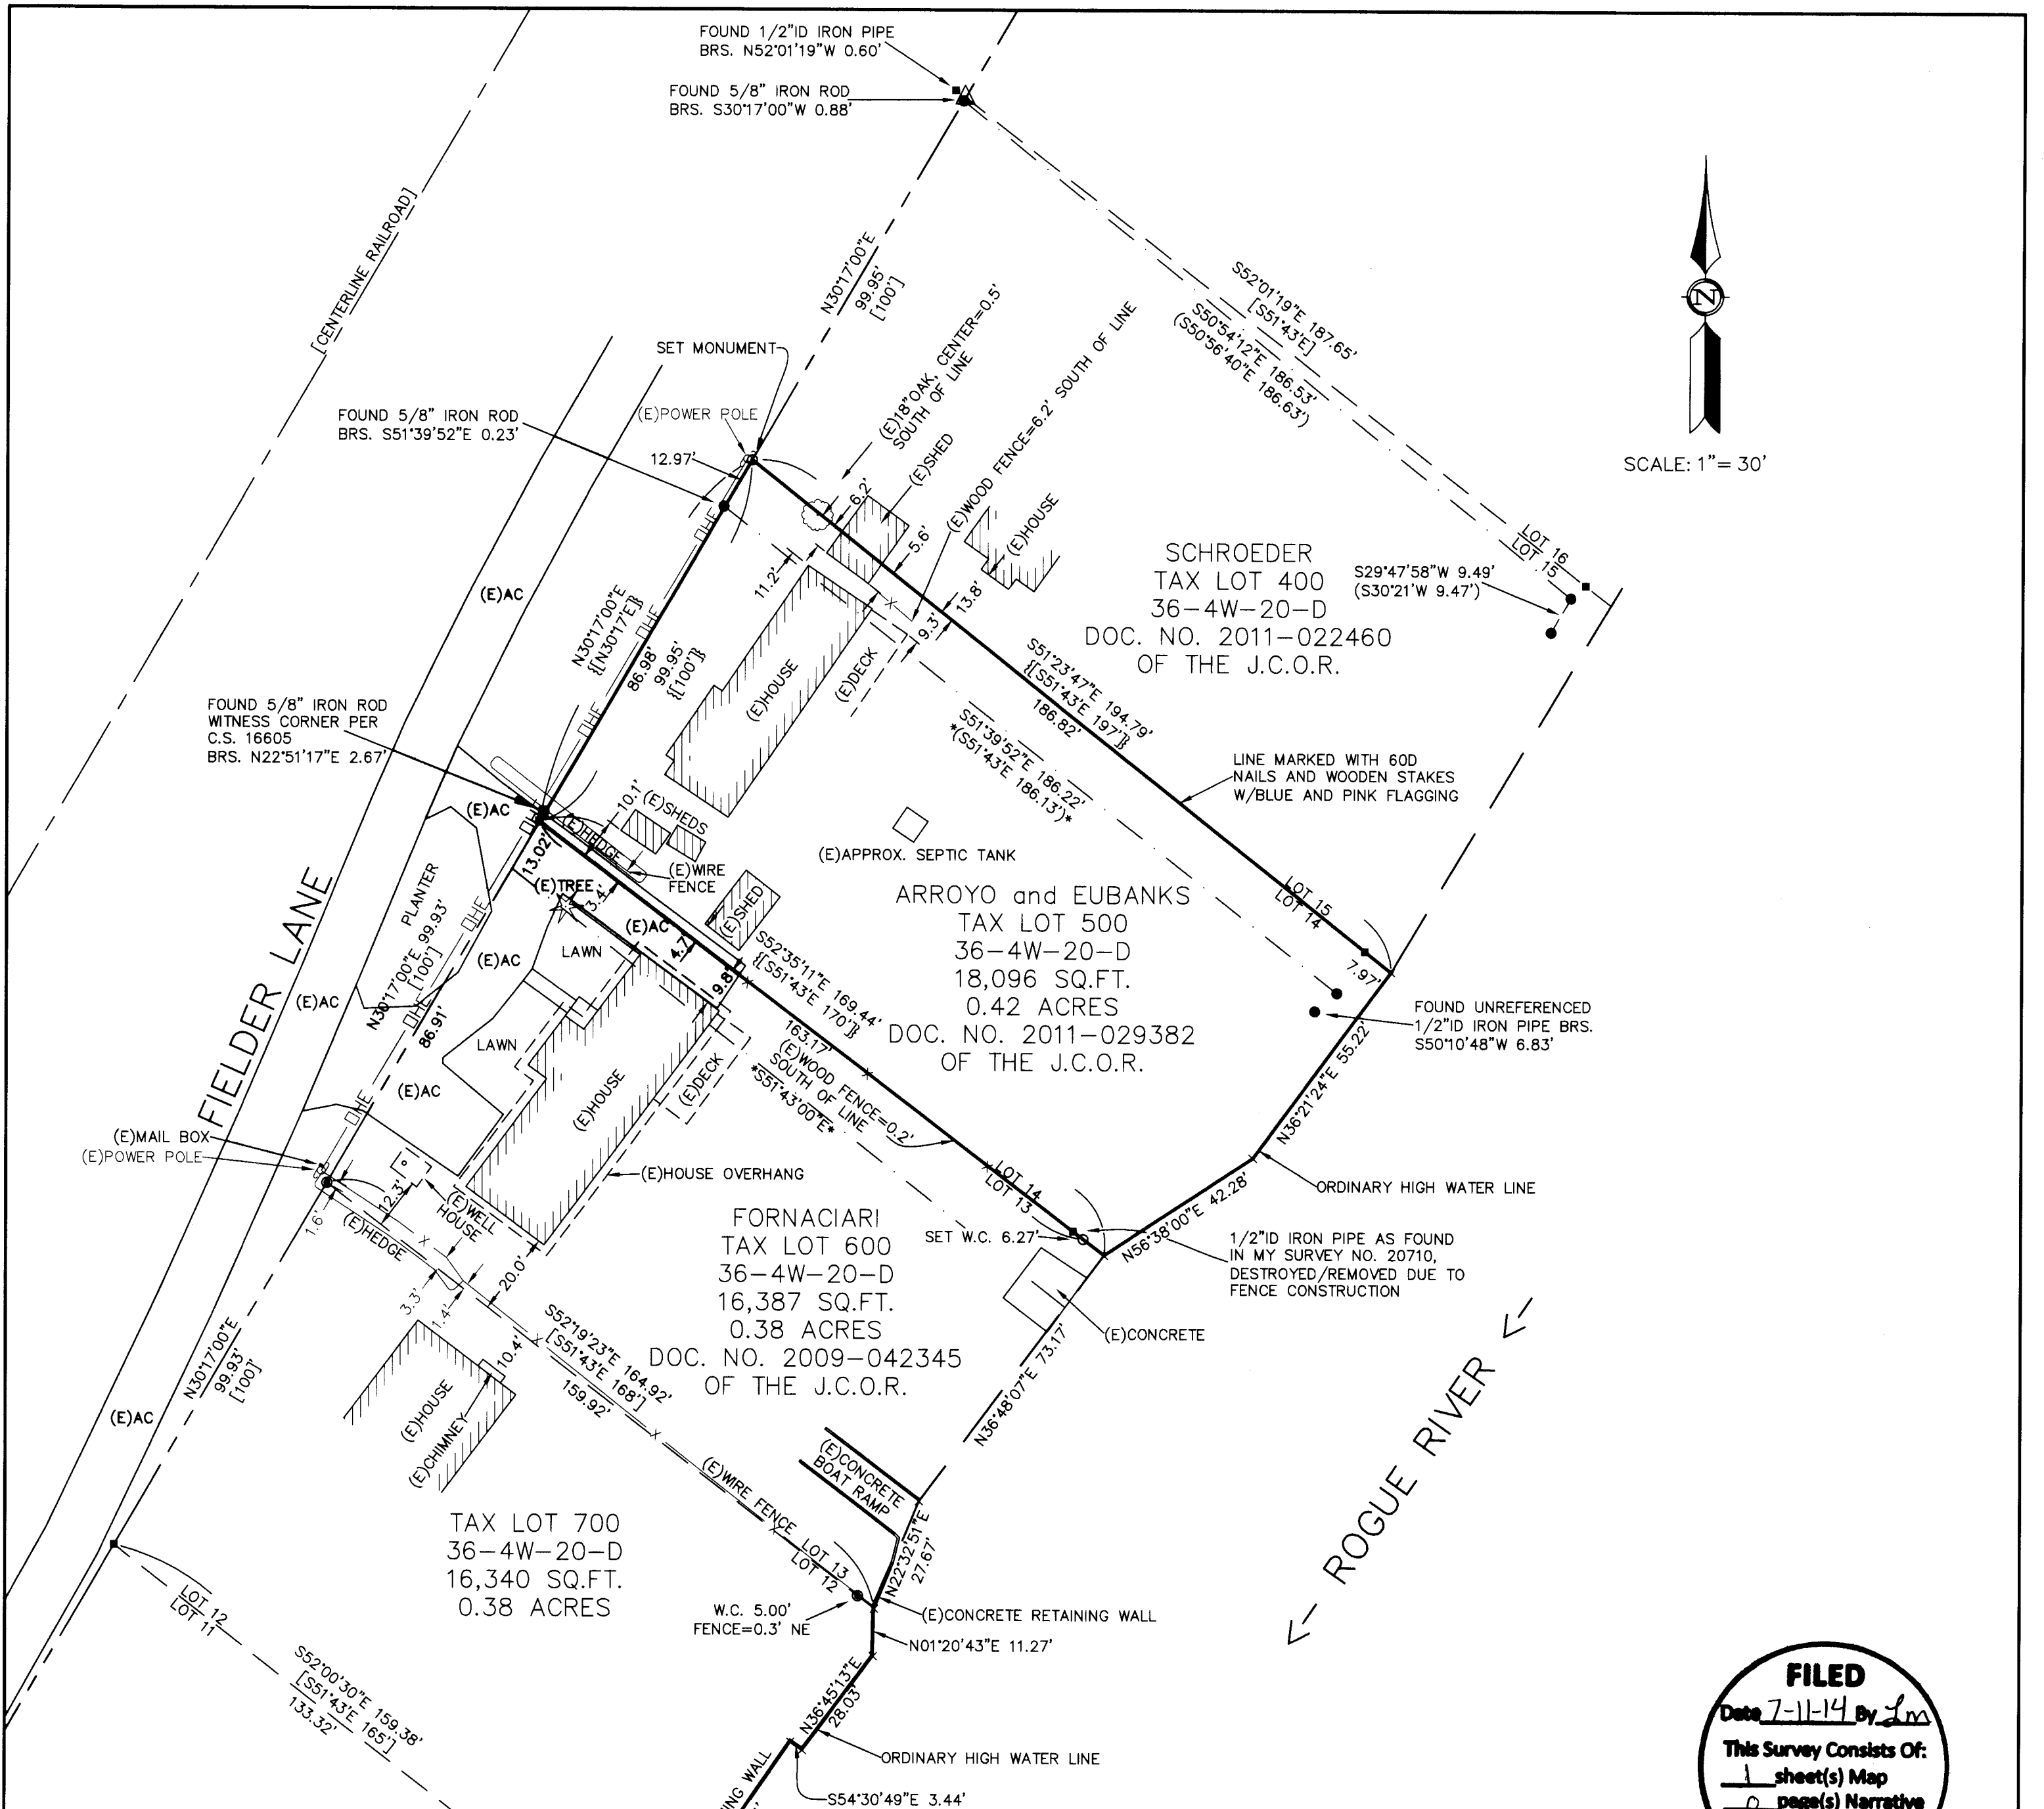 FOUND 1/2"ID IRON PIPE
BRS. N52°01'19"W 0.60'
FOUND 5/8" IRON ROD
BRS. S30°17'00"W 0.88'
[CENTERLINE RAILROAD]
N30°17'00"E
99.95'
[100']
S52°01'19"E 187.65'
[S51°43'E]
S50°54'12"E 186.53'
(S50°56'40"E 186.63')
N
SCALE: 1"= 30'
SET MONUMENT
(E)POWER POLE
FOUND 5/8" IRON ROD
BRS. S51°39'52"E 0.23'
12.97'
(E)18"OAK, CENTER=0.5'
SOUTH OF LINE
(E)SHED
(E)WOOD FENCE=6.2' SOUTH OF LINE
(E)HOUSE
6.2'
5.6'
11.2'
13.8'
9.3'
(E)AC
OHE
OHE
OHE
N30°17'00"E
{[N30°17'E]}
86.98'
99.95'
{[100']}
(E)HOUSE
(E)DECK
SCHROEDER
TAX LOT 400
36-4W-20-D
DOC. NO. 2011-022460
OF THE J.C.O.R.
LOT 16
LOT 15
S29°47'58"W 9.49'
(S30°21'W 9.47')
S51°23'47"E 194.79'
{[S51°43'E 197']}
186.82'
S51°39'52"E 186.22'
*(S51°43'E 186.13')*
LINE MARKED WITH 60D
NAILS AND WOODEN STAKES
W/BLUE AND PINK FLAGGING
FOUND 5/8" IRON ROD
WITNESS CORNER PER
C.S. 16605
BRS. N22°51'17"E 2.67'
(E)AC
10.1'
(E)SHEDS
(E)HEDGE
(E)WIRE
FENCE
13.02'
(E)TREE
3.4'
(E)APPROX. SEPTIC TANK
ARROYO and EUBANKS
TAX LOT 500
36-4W-20-D
18,096 SQ.FT.
0.42 ACRES
DOC. NO. 2011-029382
OF THE J.C.O.R.
LOT 15
LOT 14
7.97'
FOUND UNREFERENCED
1/2"ID IRON PIPE BRS.
S50°10'48"W 6.83'
N36°21'24"E 55.22'
PLANTER
N30°17'00"E 99.93'
[100']
86.91'
OHE
OHE
OHE
(E)AC
(E)AC
(E)AC
(E)AC
LAWN
LAWN
(E)SHED
4.7'
9.8'
S52°35'11"E 169.44'
{[S51°43'E 170']}
163.17'
(E)WOOD FENCE=0.2'
SOUTH OF LINE
*S51°43'00"E*
FIELDER LANE
(E)MAIL BOX
(E)POWER POLE
(E)HOUSE
(E)DECK
(E)HOUSE OVERHANG
12.3'
(E)WELL
HOUSE
1.6'
(E)HEDGE
20.0'
3.3'
1.4'
FORNACIARI
TAX LOT 600
36-4W-20-D
16,387 SQ.FT.
0.38 ACRES
DOC. NO. 2009-042345
OF THE J.C.O.R.
LOT 14
LOT 13
SET W.C. 6.27'
N56°38'00"E 42.28'
ORDINARY HIGH WATER LINE
1/2"ID IRON PIPE AS FOUND
IN MY SURVEY NO. 20710,
DESTROYED/REMOVED DUE TO
FENCE CONSTRUCTION
(E)CONCRETE
N36°48'07"E 73.17'
ROGUE RIVER
N30°17'00"E
99.93'
[100']
(E)AC
(E)HOUSE
(E)CHIMNEY
10.4'
S52°19'23"E 164.92'
[S51°43'E 168']
159.92'
(E)WIRE FENCE
(E)CONCRETE
BOAT RAMP
N22°32'51"E
27.67'
TAX LOT 700
36-4W-20-D
16,340 SQ.FT.
0.38 ACRES
LOT 13
LOT 12
W.C. 5.00'
FENCE=0.3' NE
(E)CONCRETE RETAINING WALL
N01°20'43"E 11.27'
LOT 12
LOT 11
S52°00'30"E 159.38'
[S51°43'E 165']
133.32'
N36°45'13"E
28.03'
ORDINARY HIGH WATER LINE
S54°30'49"E 3.44'
WALL
FILED
Date 7-11-14 By LM
This Survey Consists Of:
1 sheet(s) Map
0 page(s) Narrative